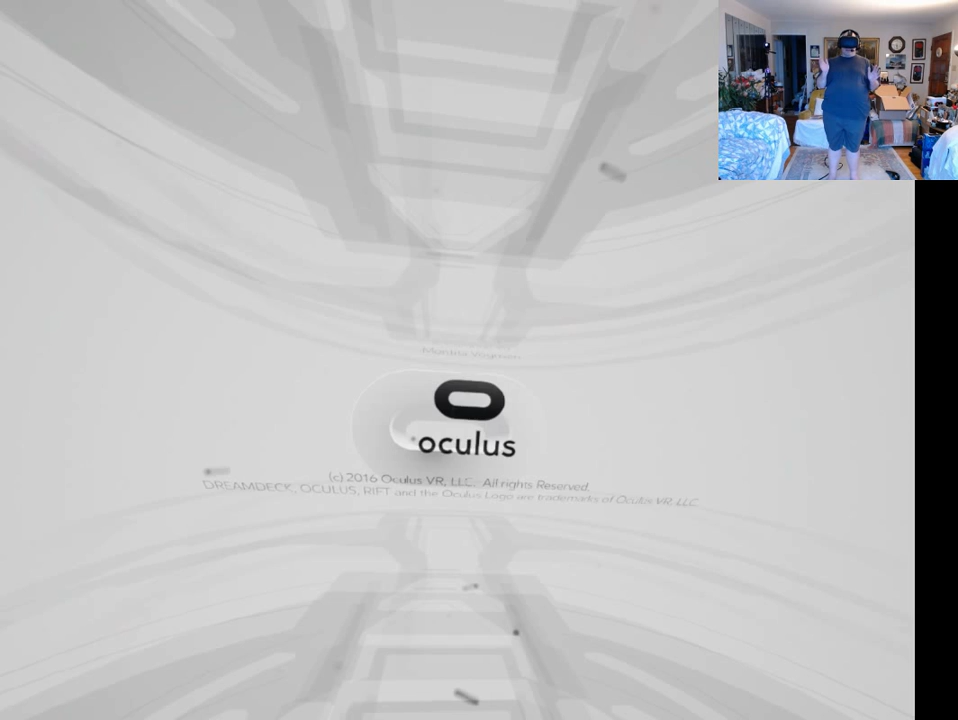 oculus
(c) 2016 Oculus VR, LLC. All rights Reserved.
DREAMDECK, OCULUS, RIFT and the Oculus Logo are trademarks of Oculus VR, LLC